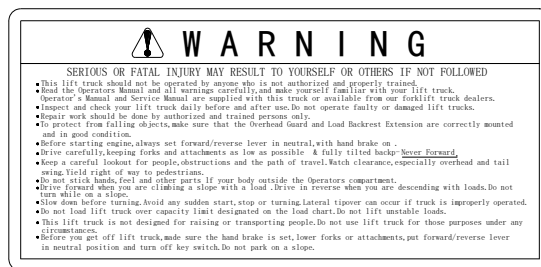 WARNING
SERIOUS OR FATAL INJURY MAY RESULT TO YOURSELF OR OTHERS IF NOT FOLLOWED
This lift truck should not be operated by anyone who is not authorized and properly trained.
Read the Operators Manual and all warnings carefully,and make yourself familiar with your lift truck.
Operator's Manual and Service Manual are supplied with this truck or available from our forklift truck dealers.
Inspect and check your lift truck daily before and after use.Do not operate faulty or damaged lift trucks.
Repair work should be done by authorized and trained persons only.
To protect from falling objects,make sure that the Overhead Guard and Load Backrest Extension are correctly mounted
and in good condition.
Before starting engine,always set forward/reverse lever in neutral,with hand brake on .
Drive carefully,keeping forks and attachments as low as possible & fully tilted backp-Never Forward.
Keep a careful lookout for people,obstructions and the path of travel.Watch clearance,especially overhead and tail
swing.Yield right of way to pedestrians.
Do not stick hands,feel and other parts If your body outside the Operators compartment.
Drive forward when you are climbing a slope with a load .Drive in reverse when you are descending with loads.Do not
turn while on a slope.
Slow down before turning.Avoid any sudden start,stop or turning.Lateral tipover can occur if truck is improperly operated.
Do not load lift truck over capacity limit designated on the load chart.Do not lift unstable loads.
This lift truck is not designed for raising or transporting people.Do not use lift truck for those purposes under any
circumstances.
Before you get off lift truck,made sure the hand brake is set,lower forks or attachments,put forward/reverse lever
in neutral position and turn off key switch.Do not park on a slope.